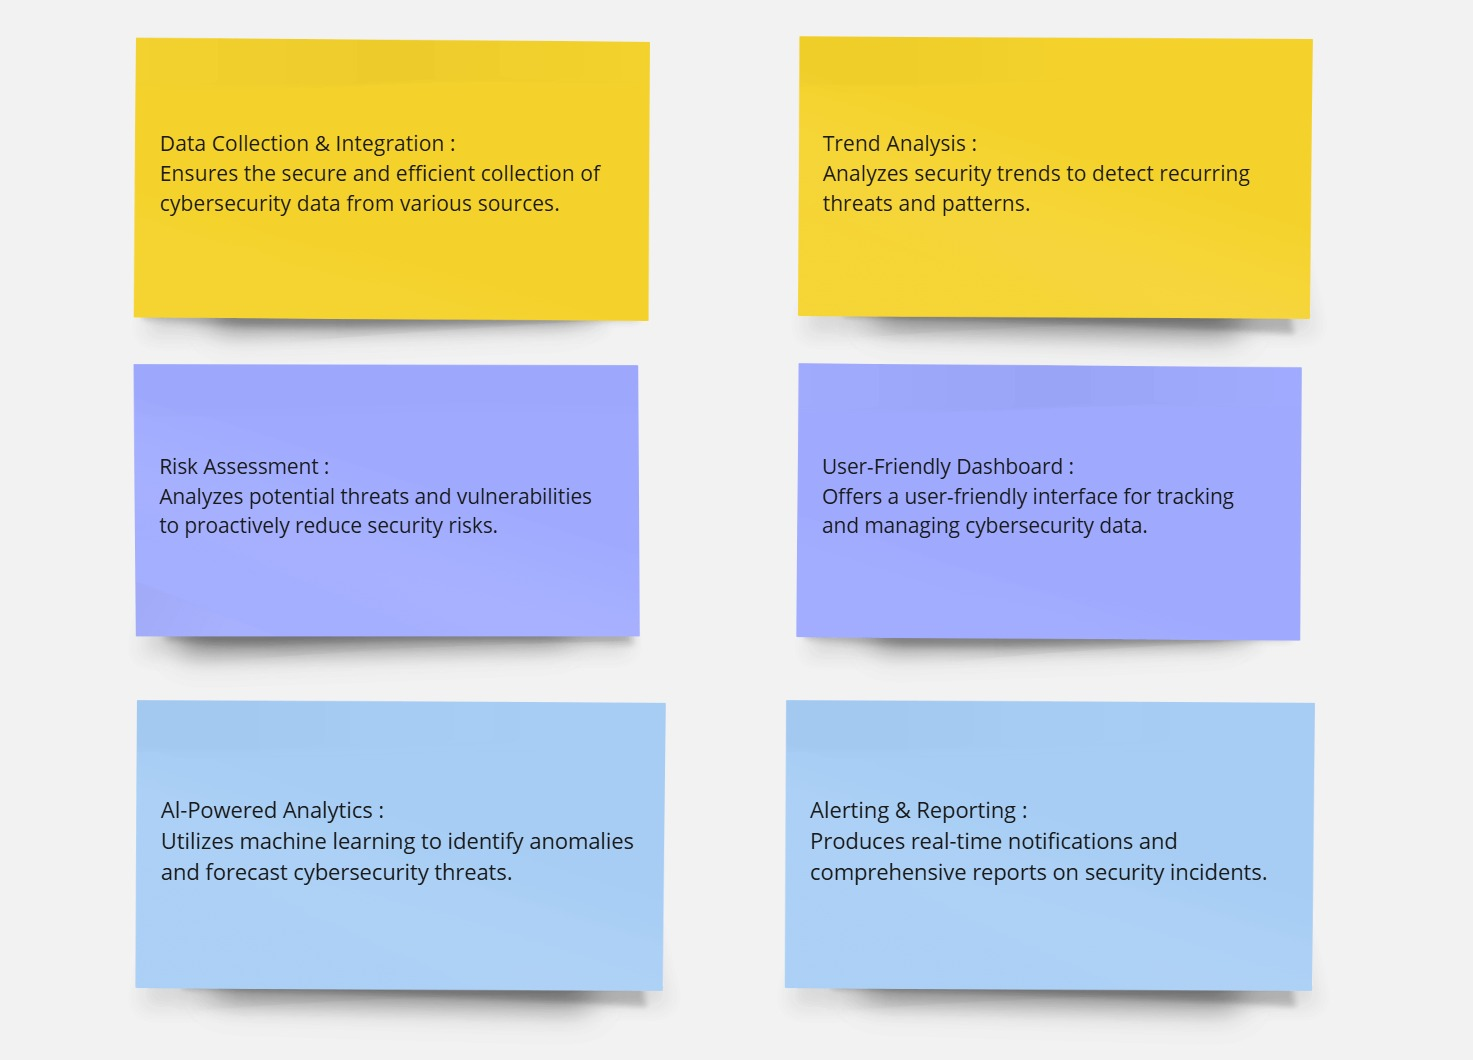 Data Collection & Integration :
Ensures the secure and efficient collection of
cybersecurity data from various sources.
Trend Analysis :
Analyzes security trends to detect recurring
threats and patterns.
Risk Assessment :
Analyzes potential threats and vulnerabilities
to proactively reduce security risks.
User-Friendly Dashboard :
Offers a user-friendly interface for tracking
and managing cybersecurity data.
AI-Powered Analytics :
Utilizes machine learning to identify anomalies
and forecast cybersecurity threats.
Alerting & Reporting :
Produces real-time notifications and
comprehensive reports on security incidents.